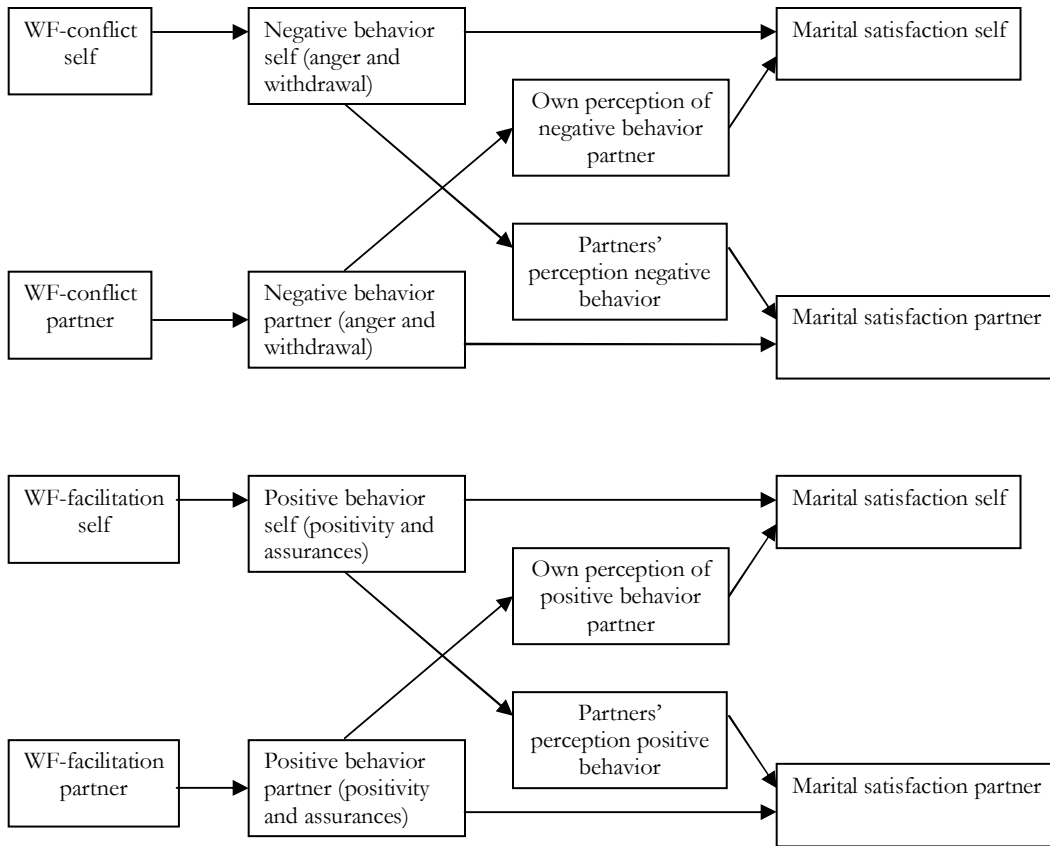 WF-conflict
self
Negative behavior
self (anger and
withdrawal)
Marital satisfaction self
Own perception of
negative behavior
partner
Partners’
perception negative
behavior
WF-conflict
partner
Negative behavior
partner (anger and
withdrawal)
Marital satisfaction partner
WF-facilitation
self
Positive behavior
self (positivity and
assurances)
Marital satisfaction self
Own perception of
positive behavior
partner
Partners’
perception positive
behavior
WF-facilitation
partner
Positive behavior
partner (positivity
and assurances)
Marital satisfaction partner